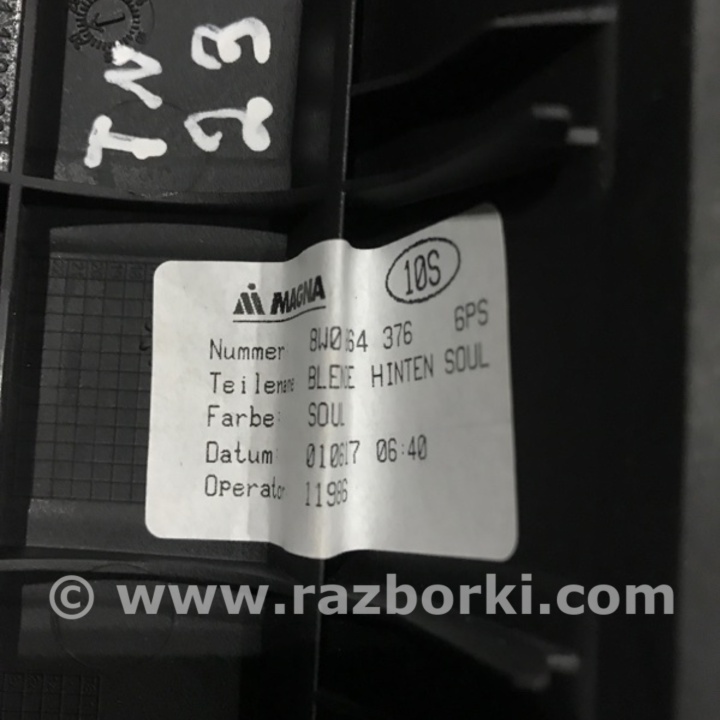 TN
23
MAGNA
10S
Nummer 8W0864 376 6PS
BLENDE HINTEN SOUL
Farbe SOUL
Datum 010617 06:40
Operator 11986
© www.razborki.com